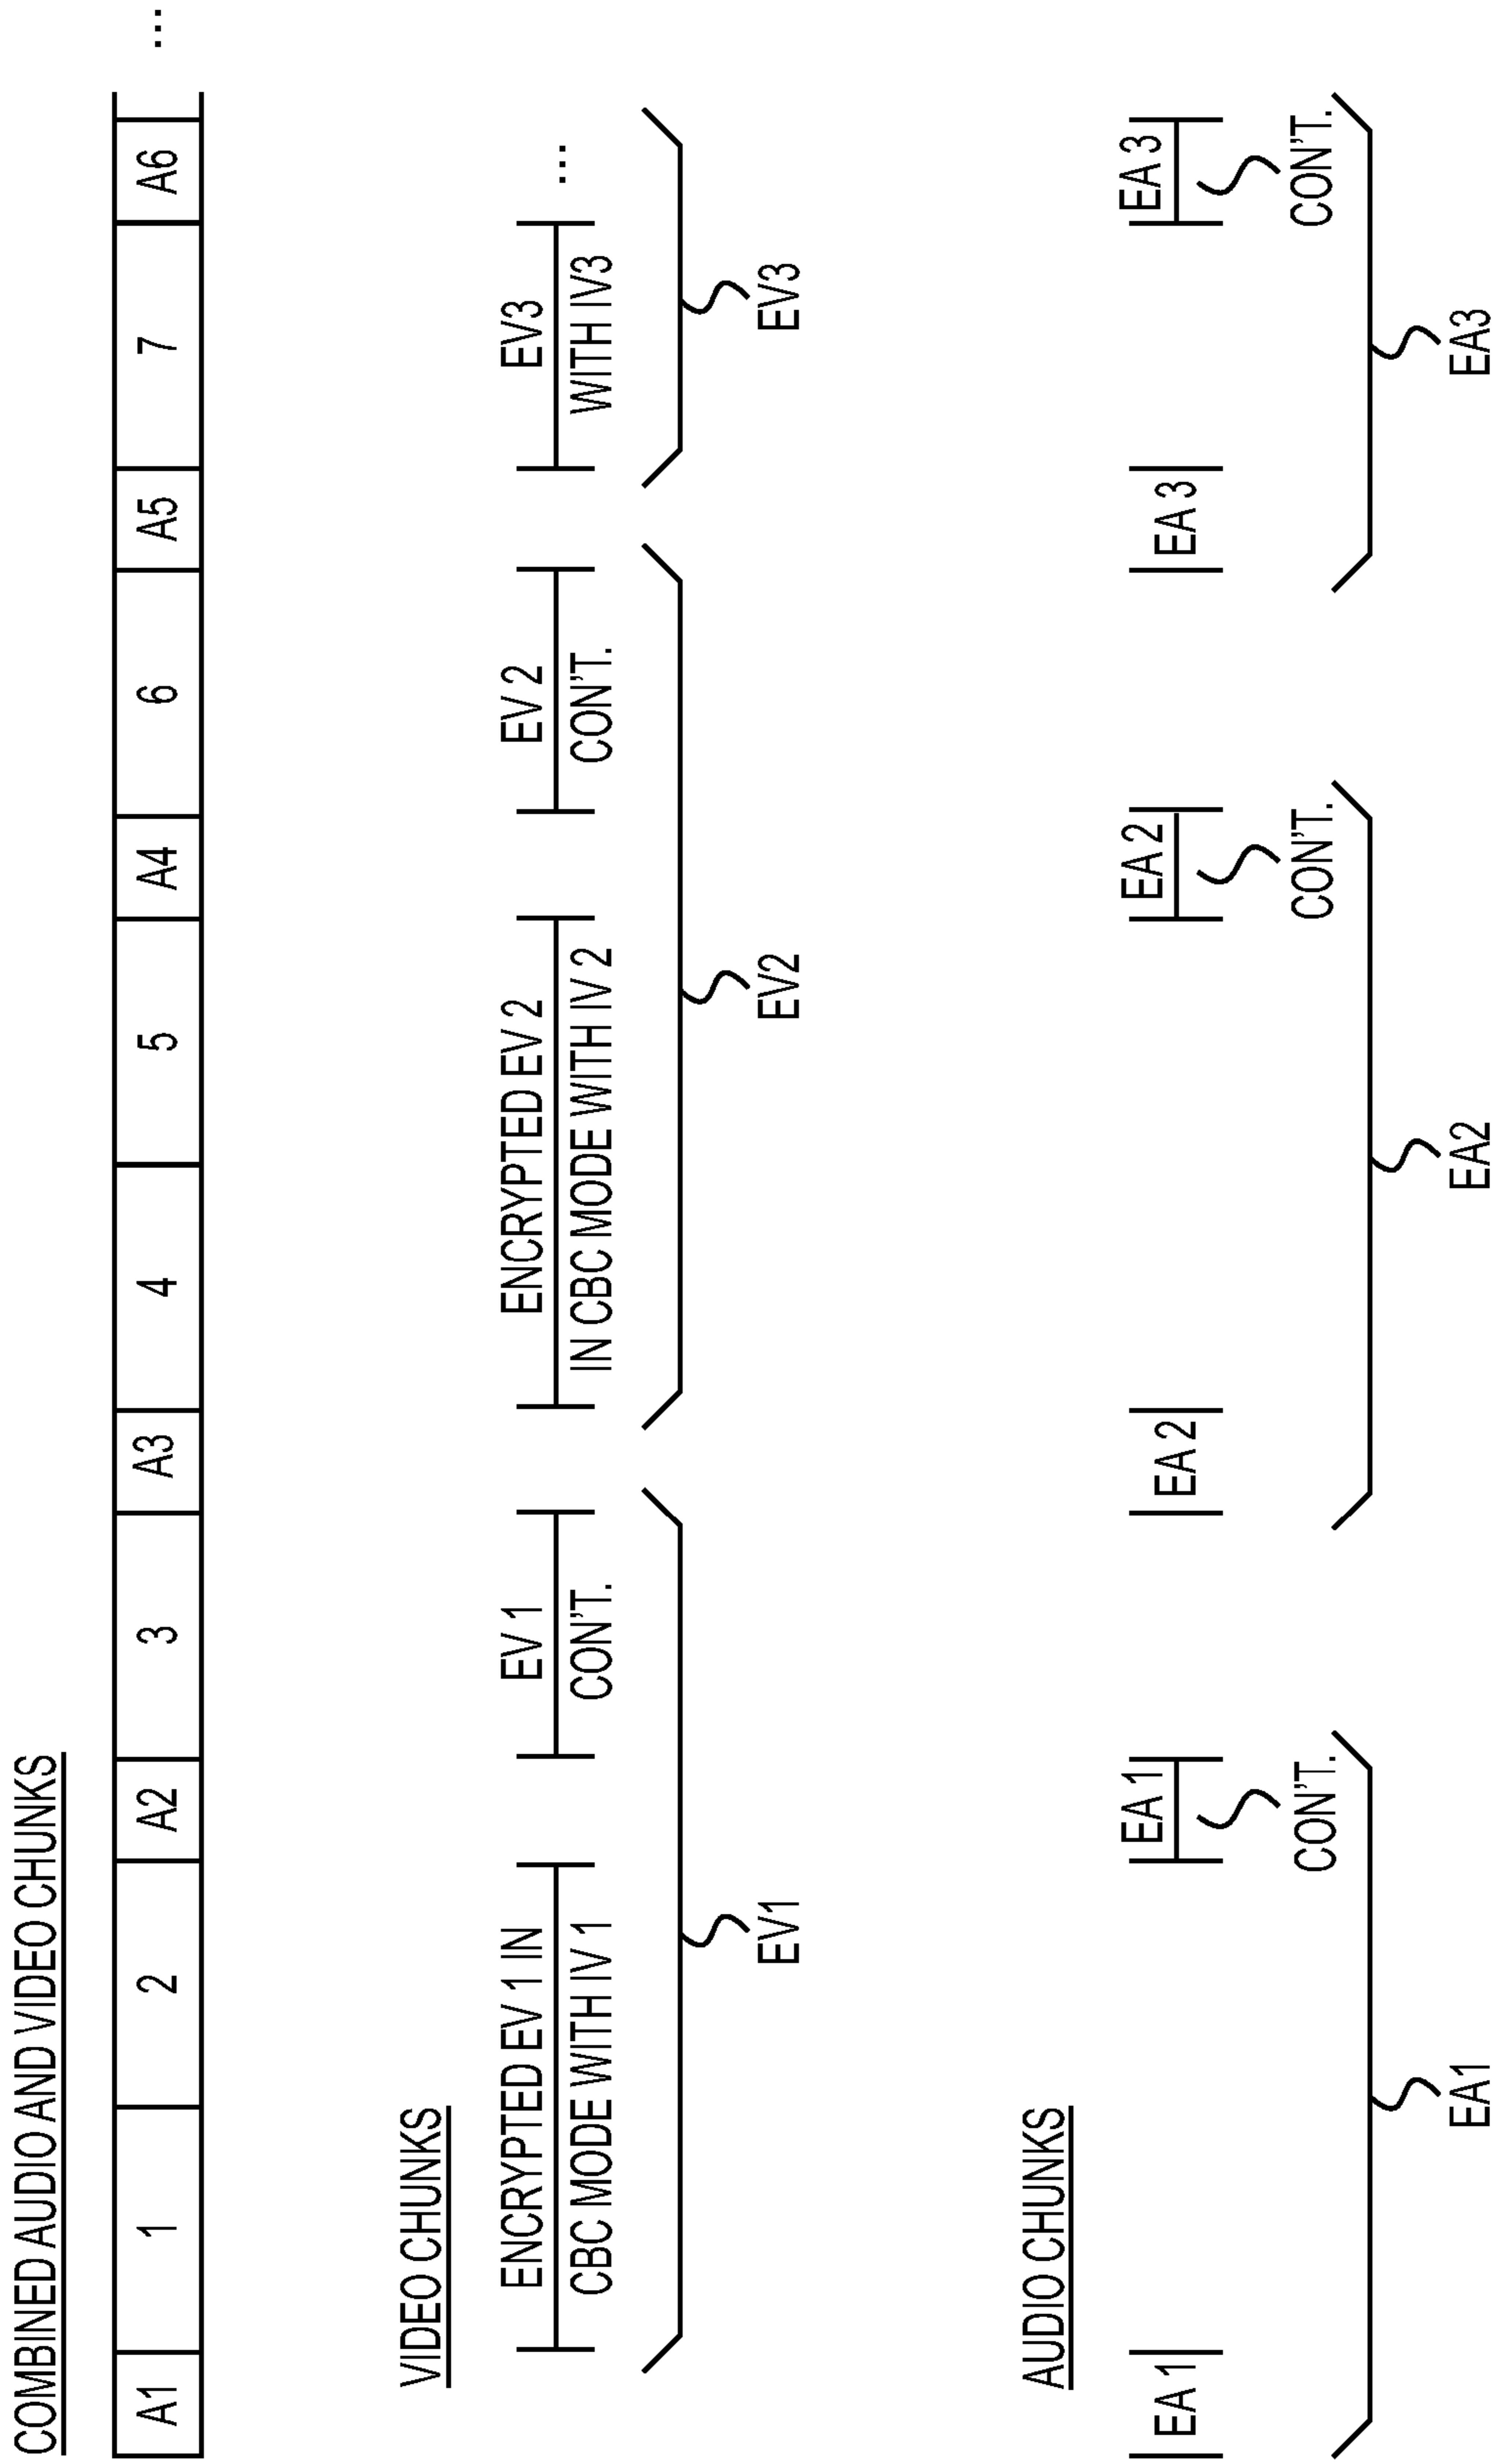 COMBINED AUDIO AND VIDEO CHUNKS
A1 1 2 A2 3 A3 4 5 A4 6 A5 7 A6 ...
VIDEO CHUNKS
ENCRYPTED EV 1 IN
CBC MODE WITH IV 1
EV 1
CON'T.
ENCRYPTED EV 2
IN CBC MODE WITH IV 2
EV 2
CON'T.
EV3
WITH IV3
...
EV1
EV2
EV3
AUDIO CHUNKS
EA 1
EA 1
CON'T.
EA 2
EA 2
CON'T.
EA 3
EA 3
CON'T.
EA1
EA2
EA3